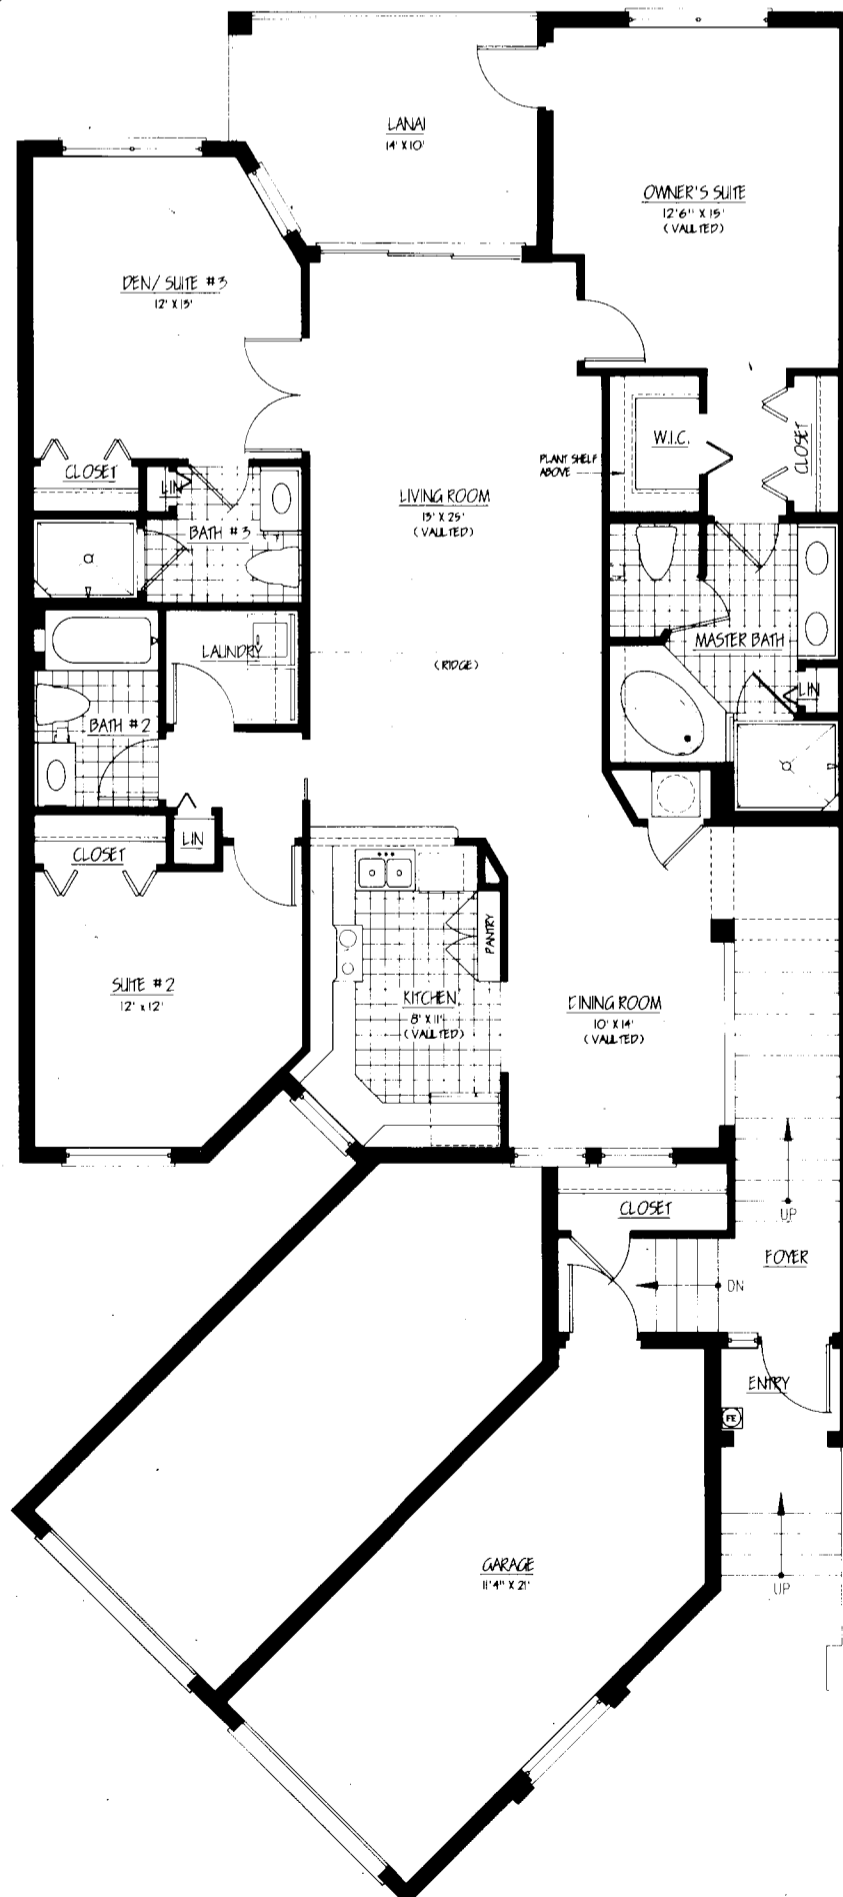 LANAI
14' X 10'
OWNER'S SUITE
12'6" X 15'
(VAULTED)
DEN/ SUITE #3
12' X 13'
CLOSET
LIN
BATH #3
W.I.C.
CLOSET
PLANT SHELF
ABOVE
LIVING ROOM
13' X 25'
(VAULTED)
LAUNDRY
(RIDGE)
MASTER BATH
LIN
BATH #2
LIN
CLOSET
SUITE #2
12' X 12'
PANTRY
KITCHEN
8' X 11'
(VAULTED)
DINING ROOM
10' X 14'
(VAULTED)
CLOSET
UP
FOYER
DN
ENTRY
FE
GARAGE
11'4" X 21'
UP